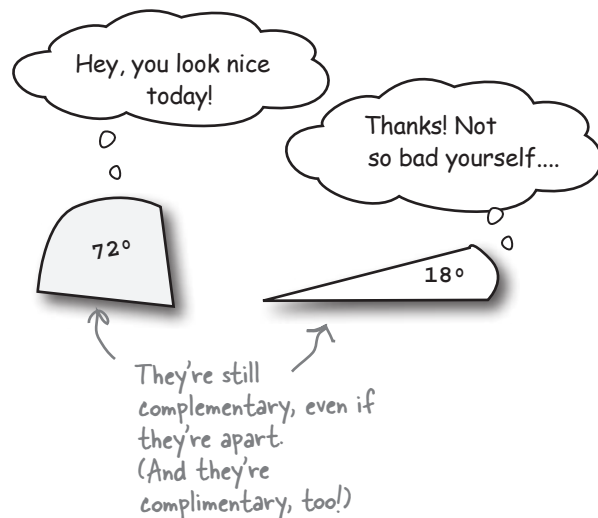 Hey, you look nice
today!
Thanks! Not
so bad yourself....
72°
18°
They're still
complementary, even if
they're apart.
(And they're
complimentary, too!)